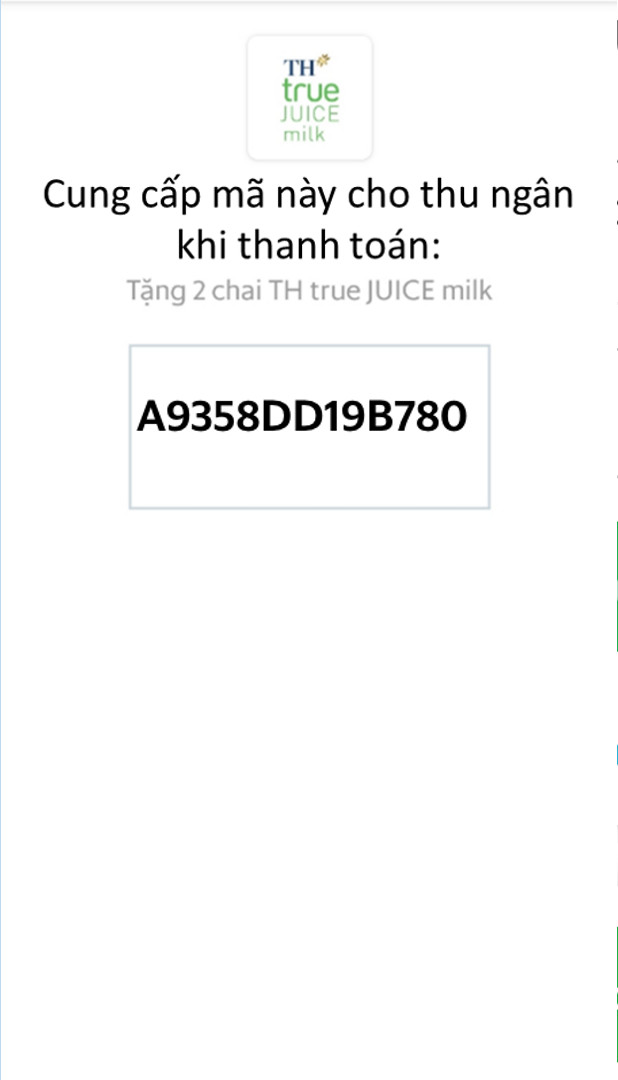 TH
true
JUICE
milk
Cung cấp mã này cho thu ngân
khi thanh toán:
Tặng 2 chai TH true JUICE milk
A9358DD19B780